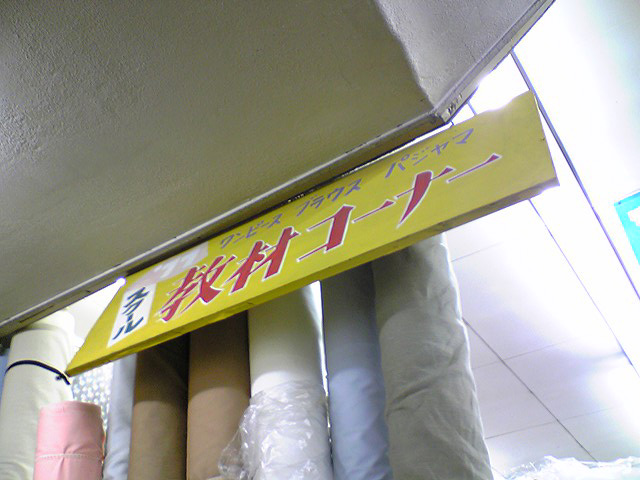 ワンピース ブラウス パジャマ
スクール
教材コーナー